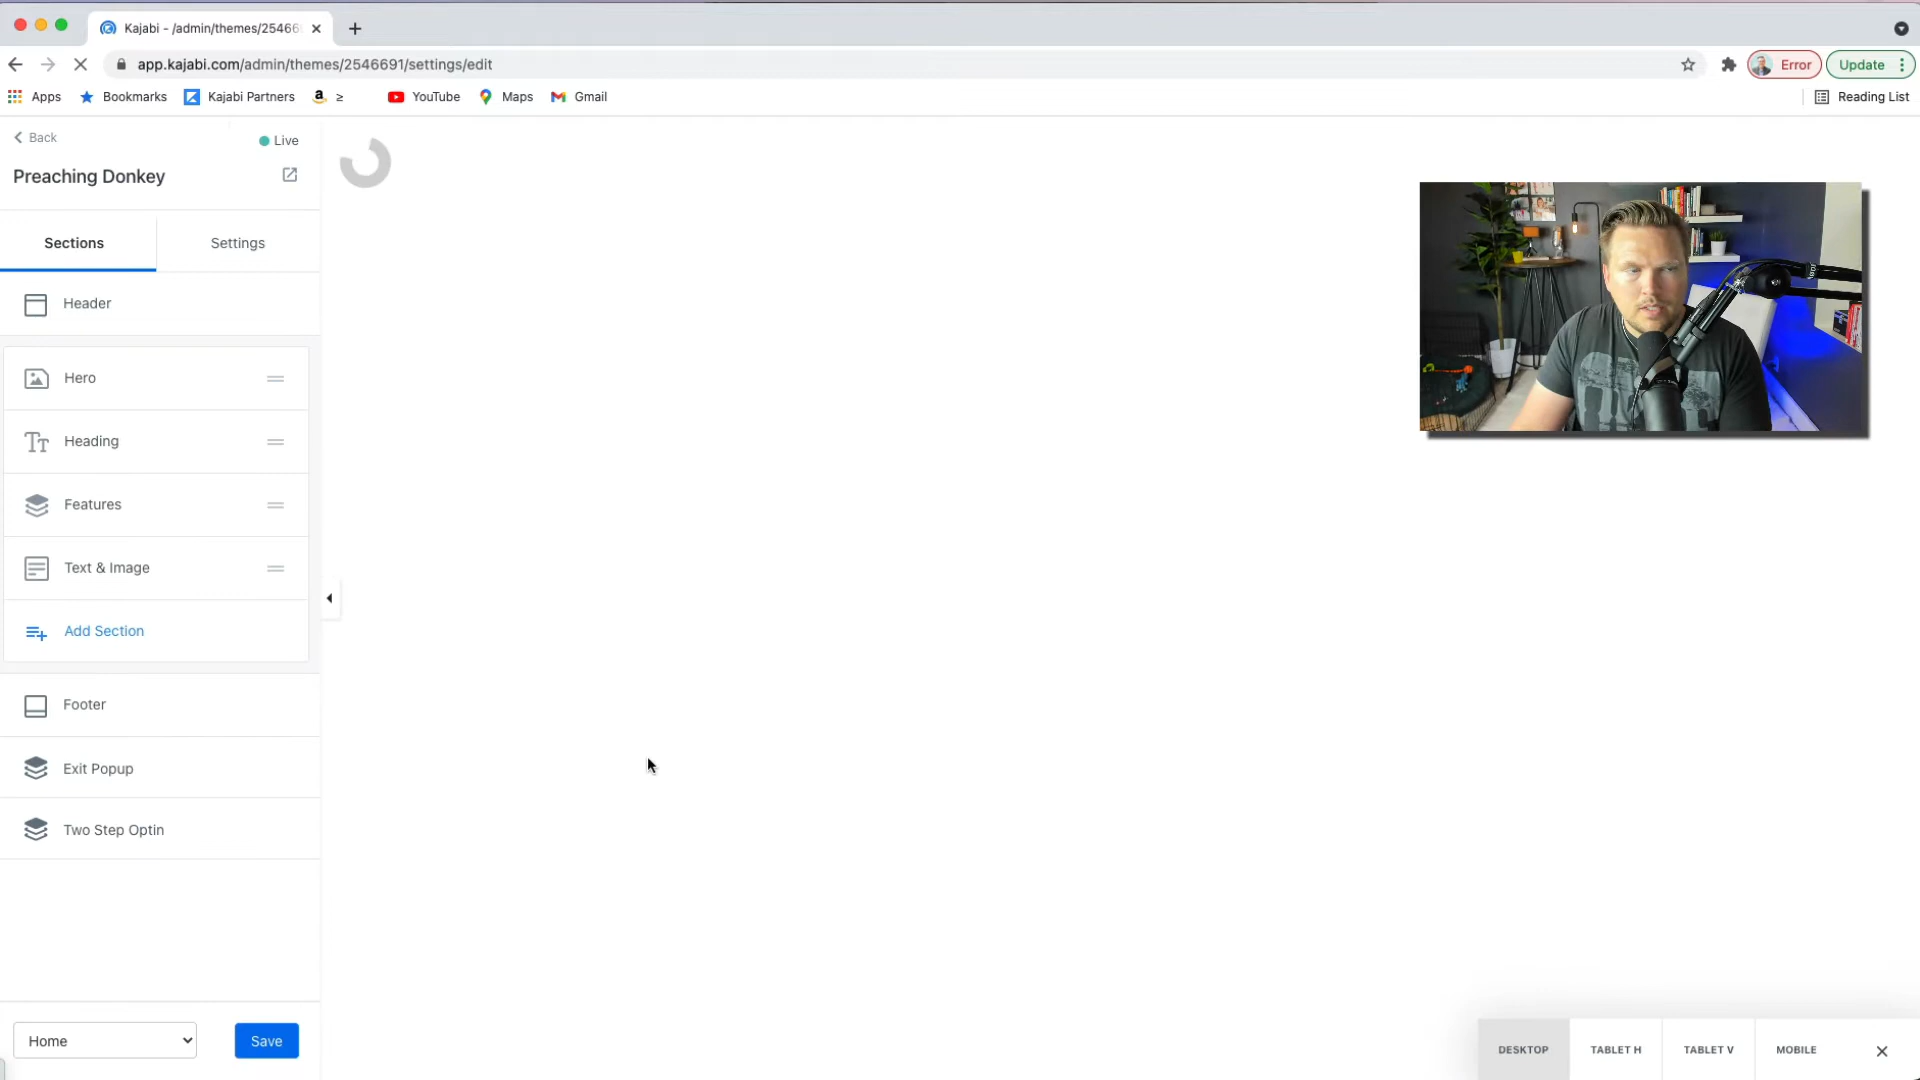 Kajabi - /admin/themes/25466
app.kajabi.com/admin/themes/2546691/settings/edit
Error
Update
Apps
Bookmarks
Kajabi Partners
a ≥
YouTube
Maps
Gmail
Reading List
Back
Live
Preaching Donkey
Sections
Settings
Header
Hero
Heading
Features
Text & Image
Add Section
Footer
Exit Popup
Two Step Optin
Home
Save
DESKTOP
TABLET H
TABLET V
MOBILE